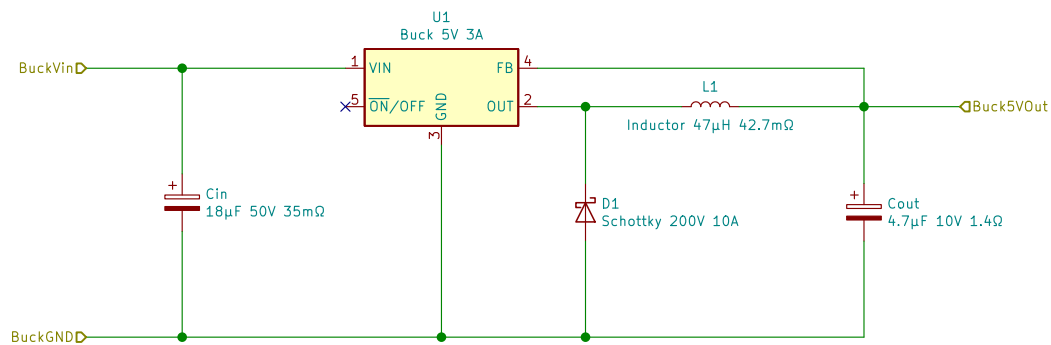 U1
Buck 5V 3A
BuckVin
1
VIN
FB
4
5
ON/OFF
GND
OUT
2
3
L1
Inductor 47µH 42.7mΩ
Buck5VOut
Cin
18µF 50V 35mΩ
D1
Schottky 200V 10A
Cout
4.7µF 10V 1.4Ω
BuckGND